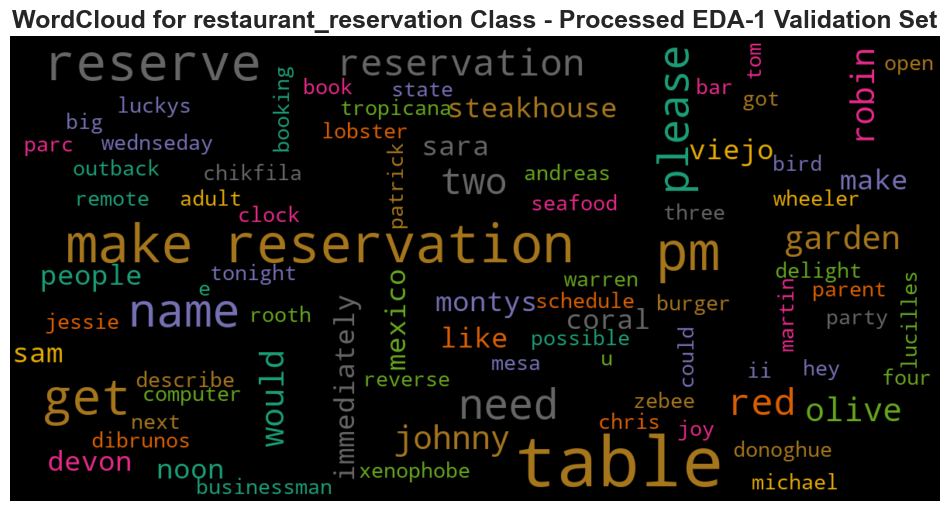 WordCloud for restaurant_reservation Class - Processed EDA-1 Validation Set
reserve
reservation
please
tom
robin
open
luckys
booking
book
state
bar
got
big
tropicana
steakhouse
parc
wednseday
lobster
sara
viejo
bird
outback
chikfila
patrick
two
andreas
make
remote
adult
clock
seafood
three
wheeler
make reservation
pm
garden
people
tonight
mexico
warren
delight
e
name
rooth
montys
schedule
burger
martin
parent
lucilles
jessie
immediately
coral
party
like
possible
could
sam
would
mesa
u
ii
hey
describe
reverse
four
get
computer
need
zebee
red
olive
next
chris
joy
dibrunos
johnny
table
donoghue
devon
noon
xenophobe
businessman
michael